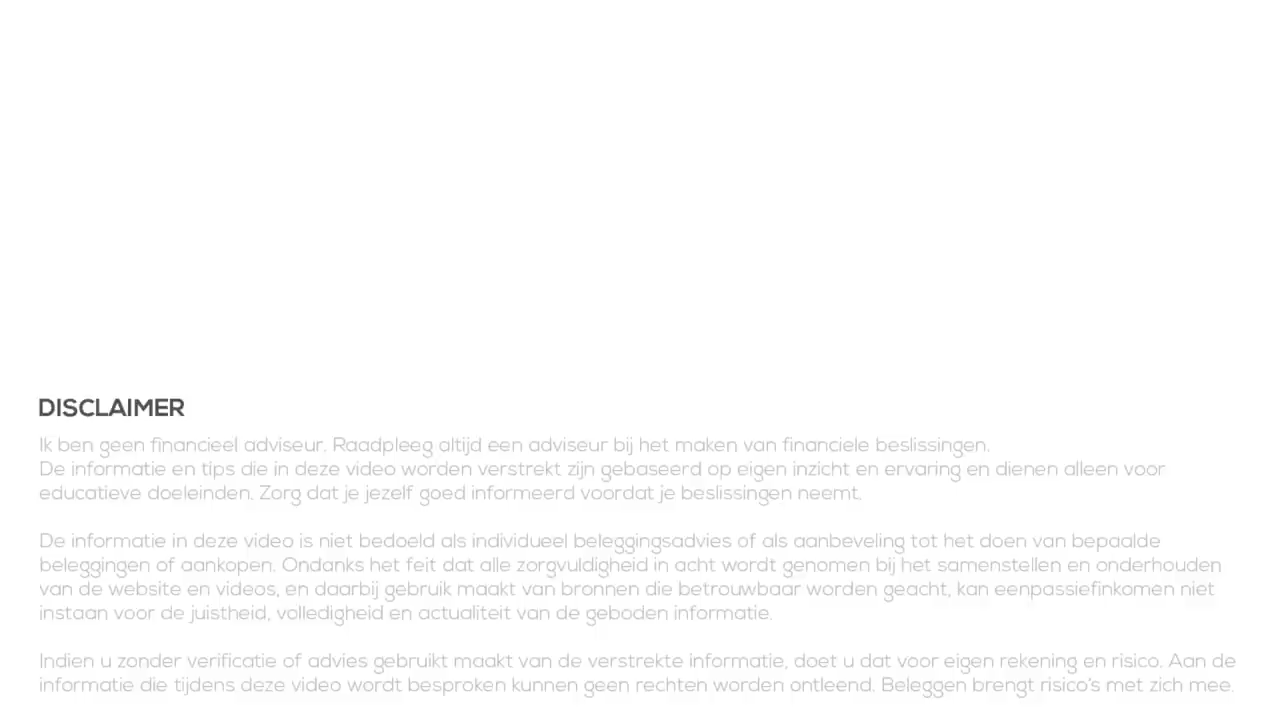 DISCLAIMER
Ik ben geen financieel adviseur. Raadpleeg altijd een adviseur bij het maken van financiele beslissingen.
De informatie en tips die in deze video worden verstrekt zijn gebaseerd op eigen inzicht en ervaring en dienen alleen voor
educatieve doeleinden. Zorg dat je jezelf goed informeerd voordat je beslissingen neemt.
De informatie in deze video is niet bedoeld als individueel beleggingsadvies of als aanbeveling tot het doen van bepaalde
beleggingen of aankopen. Ondanks het feit dat alle zorgvuldigheid in acht wordt genomen bij het samenstellen en onderhouden
van de website en videos, en daarbij gebruik maakt van bronnen die betrouwbaar worden geacht, kan eenpassiefinkomen niet
instaan voor de juistheid, volledigheid en actualiteit van de geboden informatie.
Indien u zonder verificatie of advies gebruikt maakt van de verstrekte informatie, doet u dat voor eigen rekening en risico. Aan de
informatie die tijdens deze video wordt besproken kunnen geen rechten worden ontleend. Beleggen brengt risico's met zich mee.